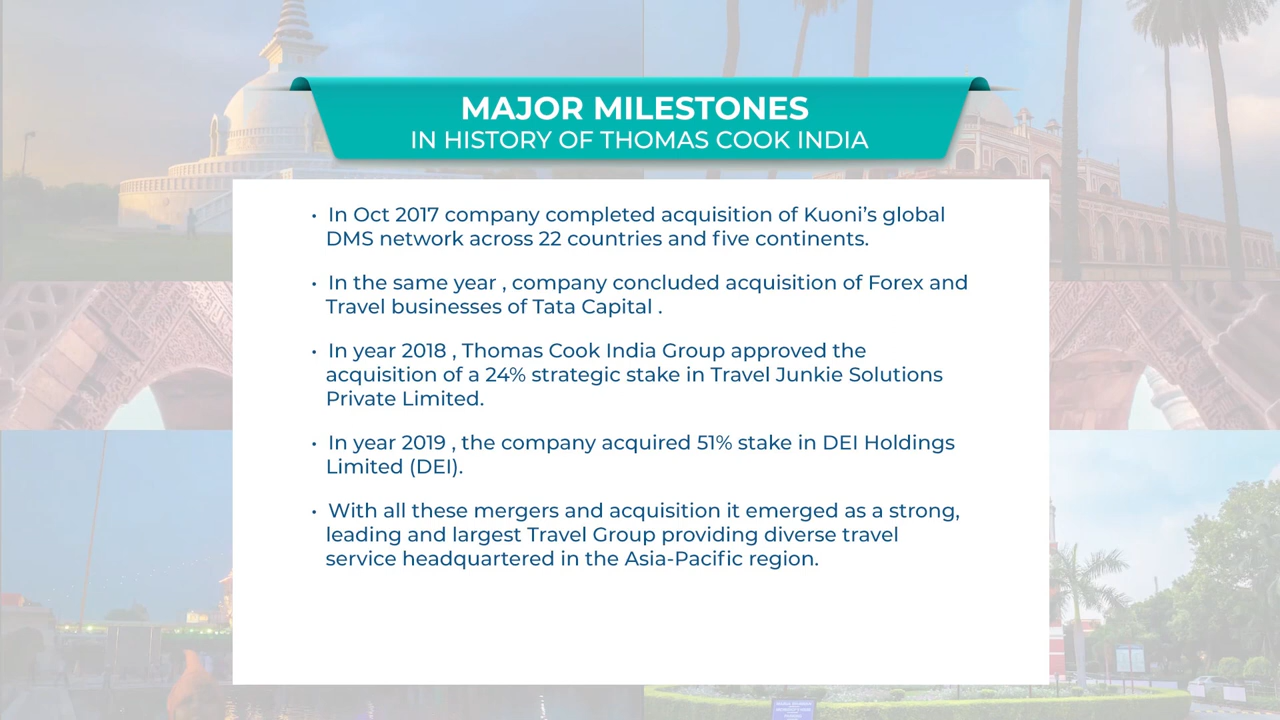 MAJOR MILESTONES
IN HISTORY OF THOMAS COOK INDIA
• In Oct 2017 company completed acquisition of Kuoni’s global
DMS network across 22 countries and five continents.
• In the same year , company concluded acquisition of Forex and
Travel businesses of Tata Capital .
• In year 2018 , Thomas Cook India Group approved the
acquisition of a 24% strategic stake in Travel Junkie Solutions
Private Limited.
• In year 2019 , the company acquired 51% stake in DEI Holdings
Limited (DEI).
• With all these mergers and acquisition it emerged as a strong,
leading and largest Travel Group providing diverse travel
service headquartered in the Asia-Pacific region.